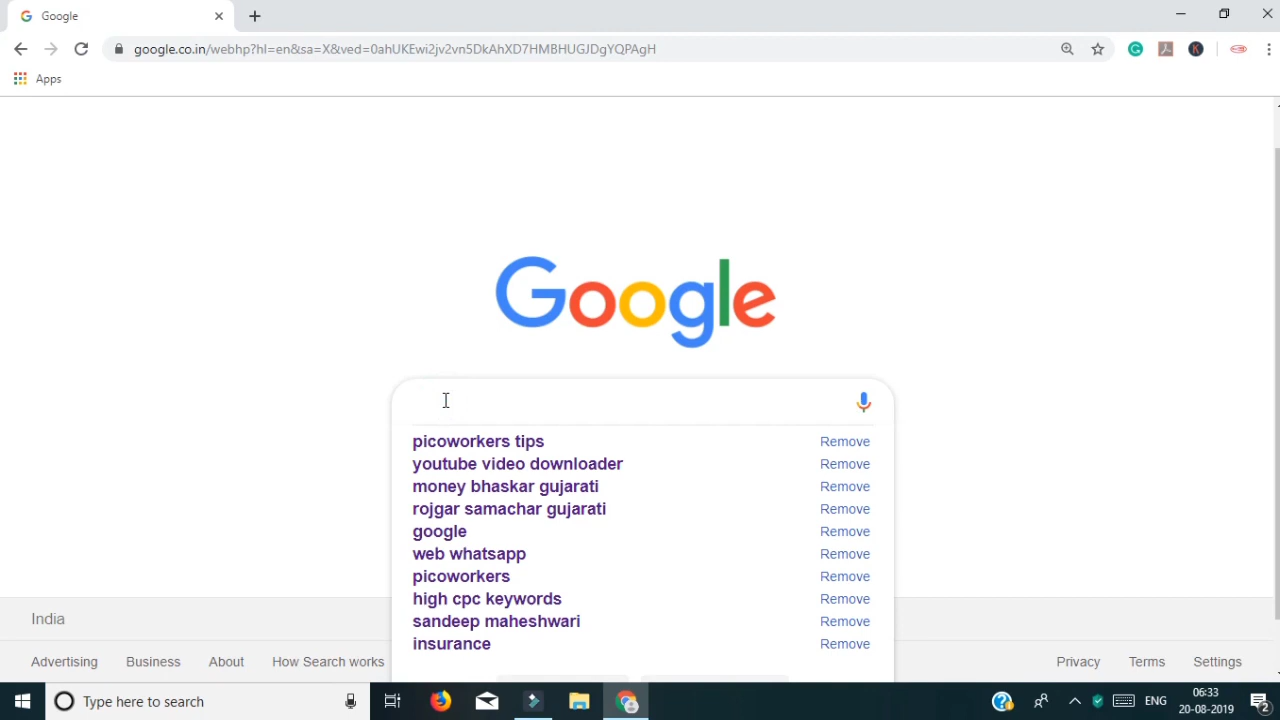 Google
google.co.in/webhp?hl=en&sa=X&ved=0ahUKEwi2jv2vn5DkAhXD7HMBHUGJDgYQPAgH
Apps
Google
picoworkers tips Remove
youtube video downloader Remove
money bhaskar gujarati Remove
rojgar samachar gujarati Remove
google Remove
web whatsapp Remove
picoworkers Remove
high cpc keywords Remove
sandeep maheshwari Remove
insurance Remove
India
Advertising Business About How Search works Privacy Terms Settings
Type here to search
ENG
06:33
20-08-2019
2